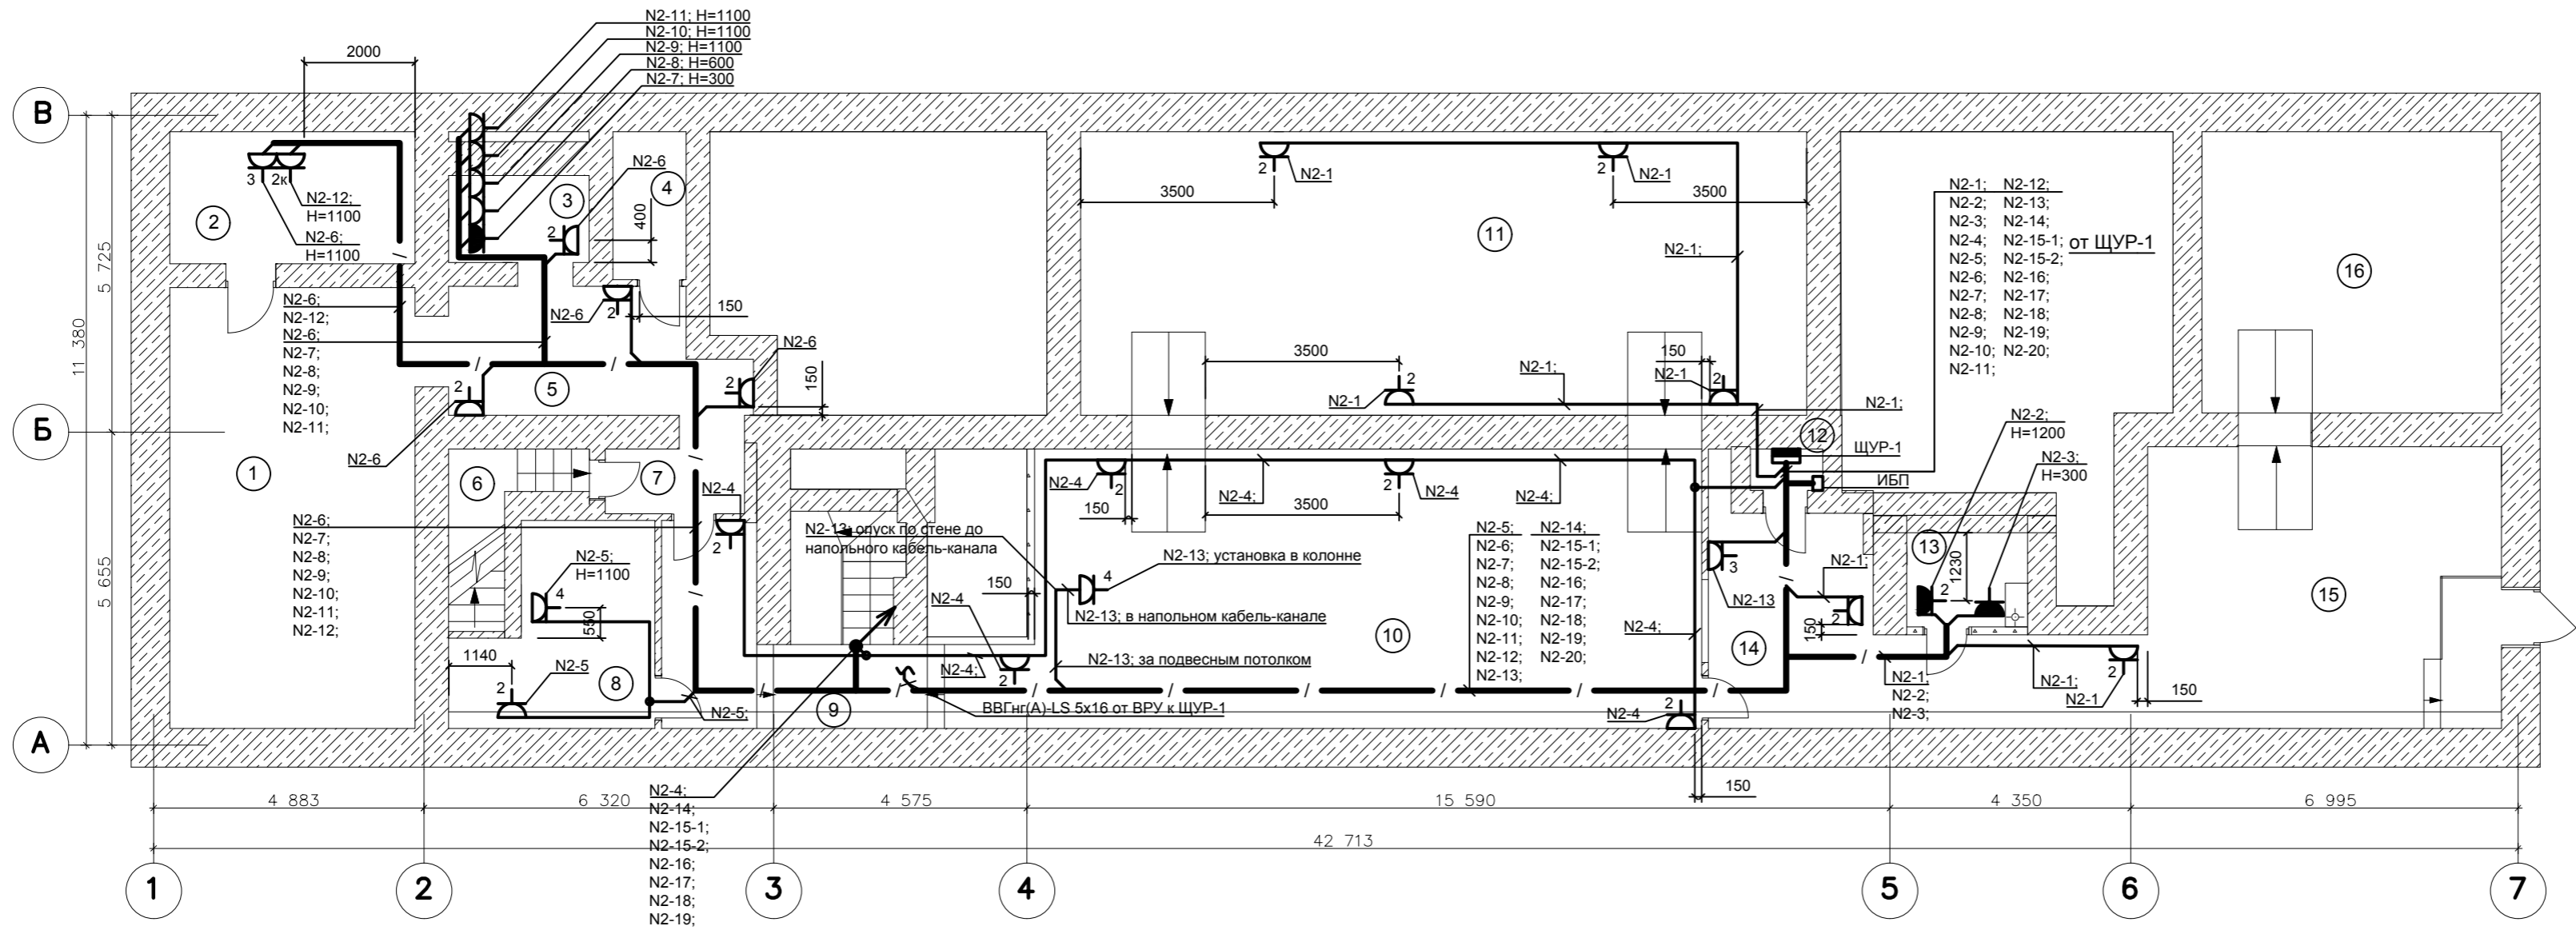 N2-11; H=1100
N2-10; H=1100
N2-9; H=1100
N2-8; H=600
N2-7; H=300
2000
В
Б
А
11 380
5 725
5 655
2
3
2к
N2-12;
H=1100
N2-6;
H=1100
3
2
N2-6
4
400
N2-6
2
150
N2-6;
N2-12;
N2-6;
N2-7;
N2-8;
N2-9;
N2-10;
N2-11;
5
2
N2-6
2
N2-6
150
1
6
7
N2-6;
N2-7;
N2-8;
N2-9;
N2-10;
N2-11;
N2-12;
N2-4
2
N2-5;
H=1100
4
550
1140
N2-5
2
8
N2-5;
9
N2-13; опуск по стене до
напольного кабель-канала
150
N2-4
2
N2-4;
ВВГнг(А)-LS 5х16 от ВРУ к ЩУР-1
N2-13; установка в колонне
4
N2-13; в напольном кабель-канале
N2-13; за подвесным потолком
10
2
N2-1
2
N2-1
3500
3500
11
N2-1;
3500
2
N2-1
N2-1;
150
N2-1
2
N2-1;
N2-4
2
150
N2-4;
3500
2
N2-4
N2-4;
N2-5; N2-14;
N2-6; N2-15-1;
N2-7; N2-15-2;
N2-8; N2-16;
N2-9; N2-17;
N2-10; N2-18;
N2-11; N2-19;
N2-12; N2-20;
N2-13;
N2-4;
2
N2-4
150
12
ЩУР-1
ИБП
3
N2-13
N2-1;
2
150
14
N2-1; N2-12;
N2-2; N2-13;
N2-3; N2-14;
N2-4; N2-15-1; от ЩУР-1
N2-5; N2-15-2;
N2-6; N2-16;
N2-7; N2-17;
N2-8; N2-18;
N2-9; N2-19;
N2-10; N2-20;
N2-11;
N2-2;
H=1200
N2-3;
H=300
13
1230
2
N2-1;
N2-2;
N2-3;
N2-1;
2
N2-1
150
15
16
N2-4;
N2-14;
N2-15-1;
N2-15-2;
N2-16;
N2-17;
N2-18;
N2-19;
4 883
6 320
4 575
15 590
4 350
6 995
42 713
1
2
3
4
5
6
7